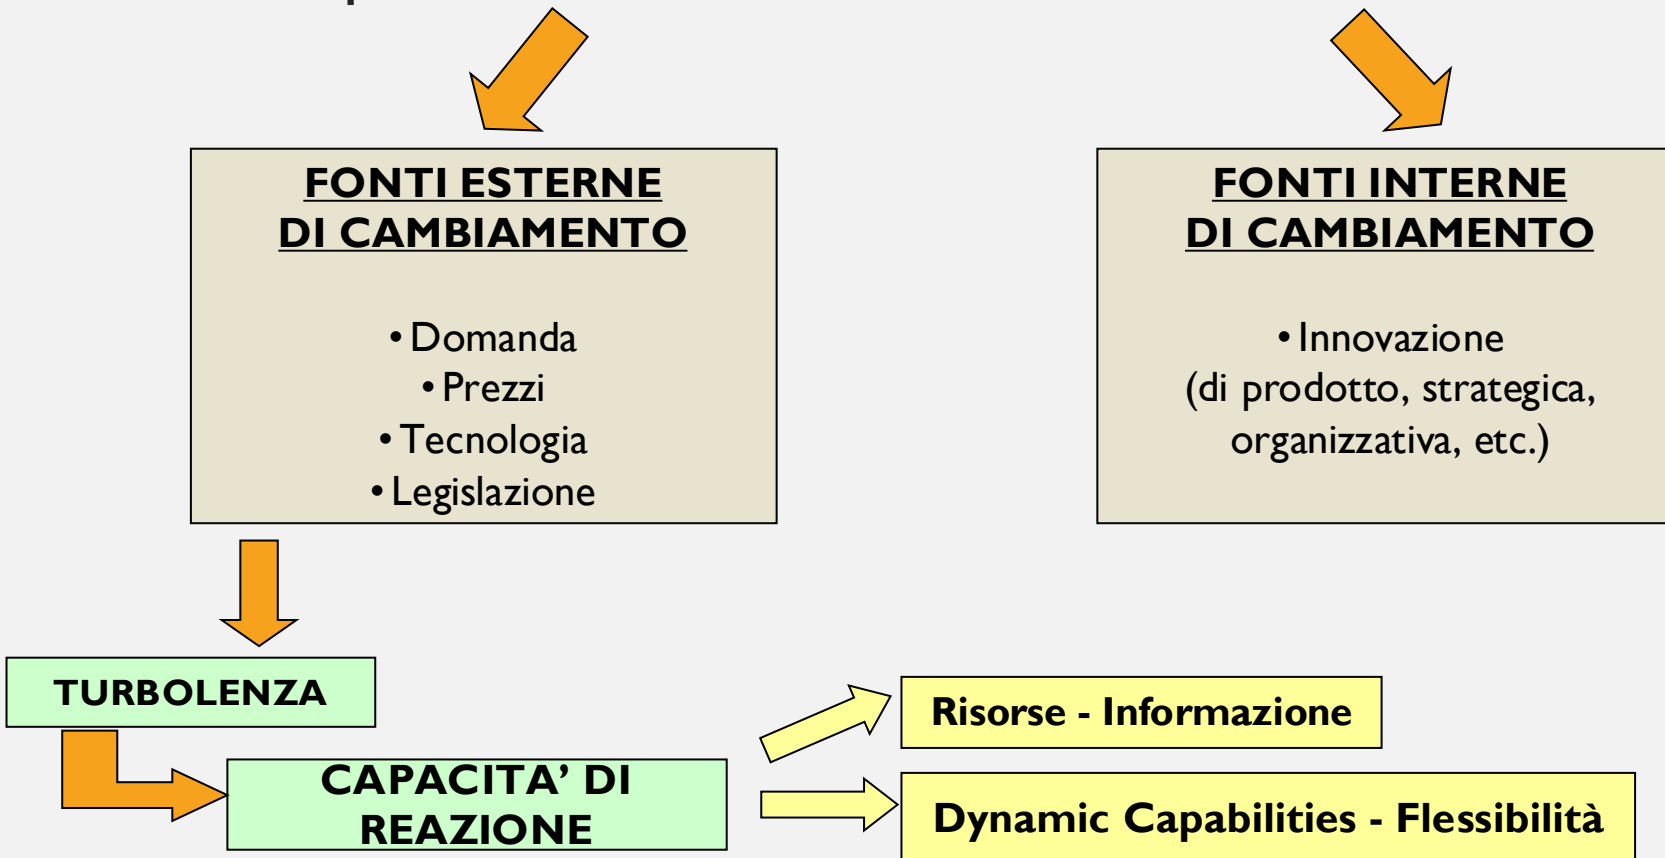 FONTI ESTERNE
DI CAMBIAMENTO
• Domanda
• Prezzi
• Tecnologia
• Legislazione
FONTI INTERNE
DI CAMBIAMENTO
• Innovazione
(di prodotto, strategica,
organizzativa, etc.)
TURBOLENZA
CAPACITA’ DI
REAZIONE
Risorse - Informazione
Dynamic Capabilities - Flessibilità